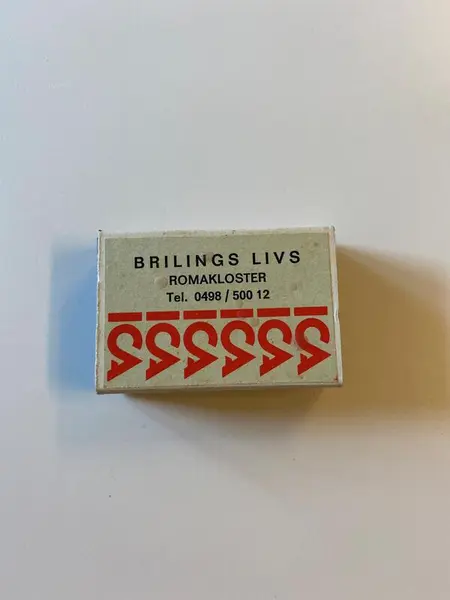 BRILINGS LIVS
ROMAKLOSTER
Tel. 0498 / 500 12